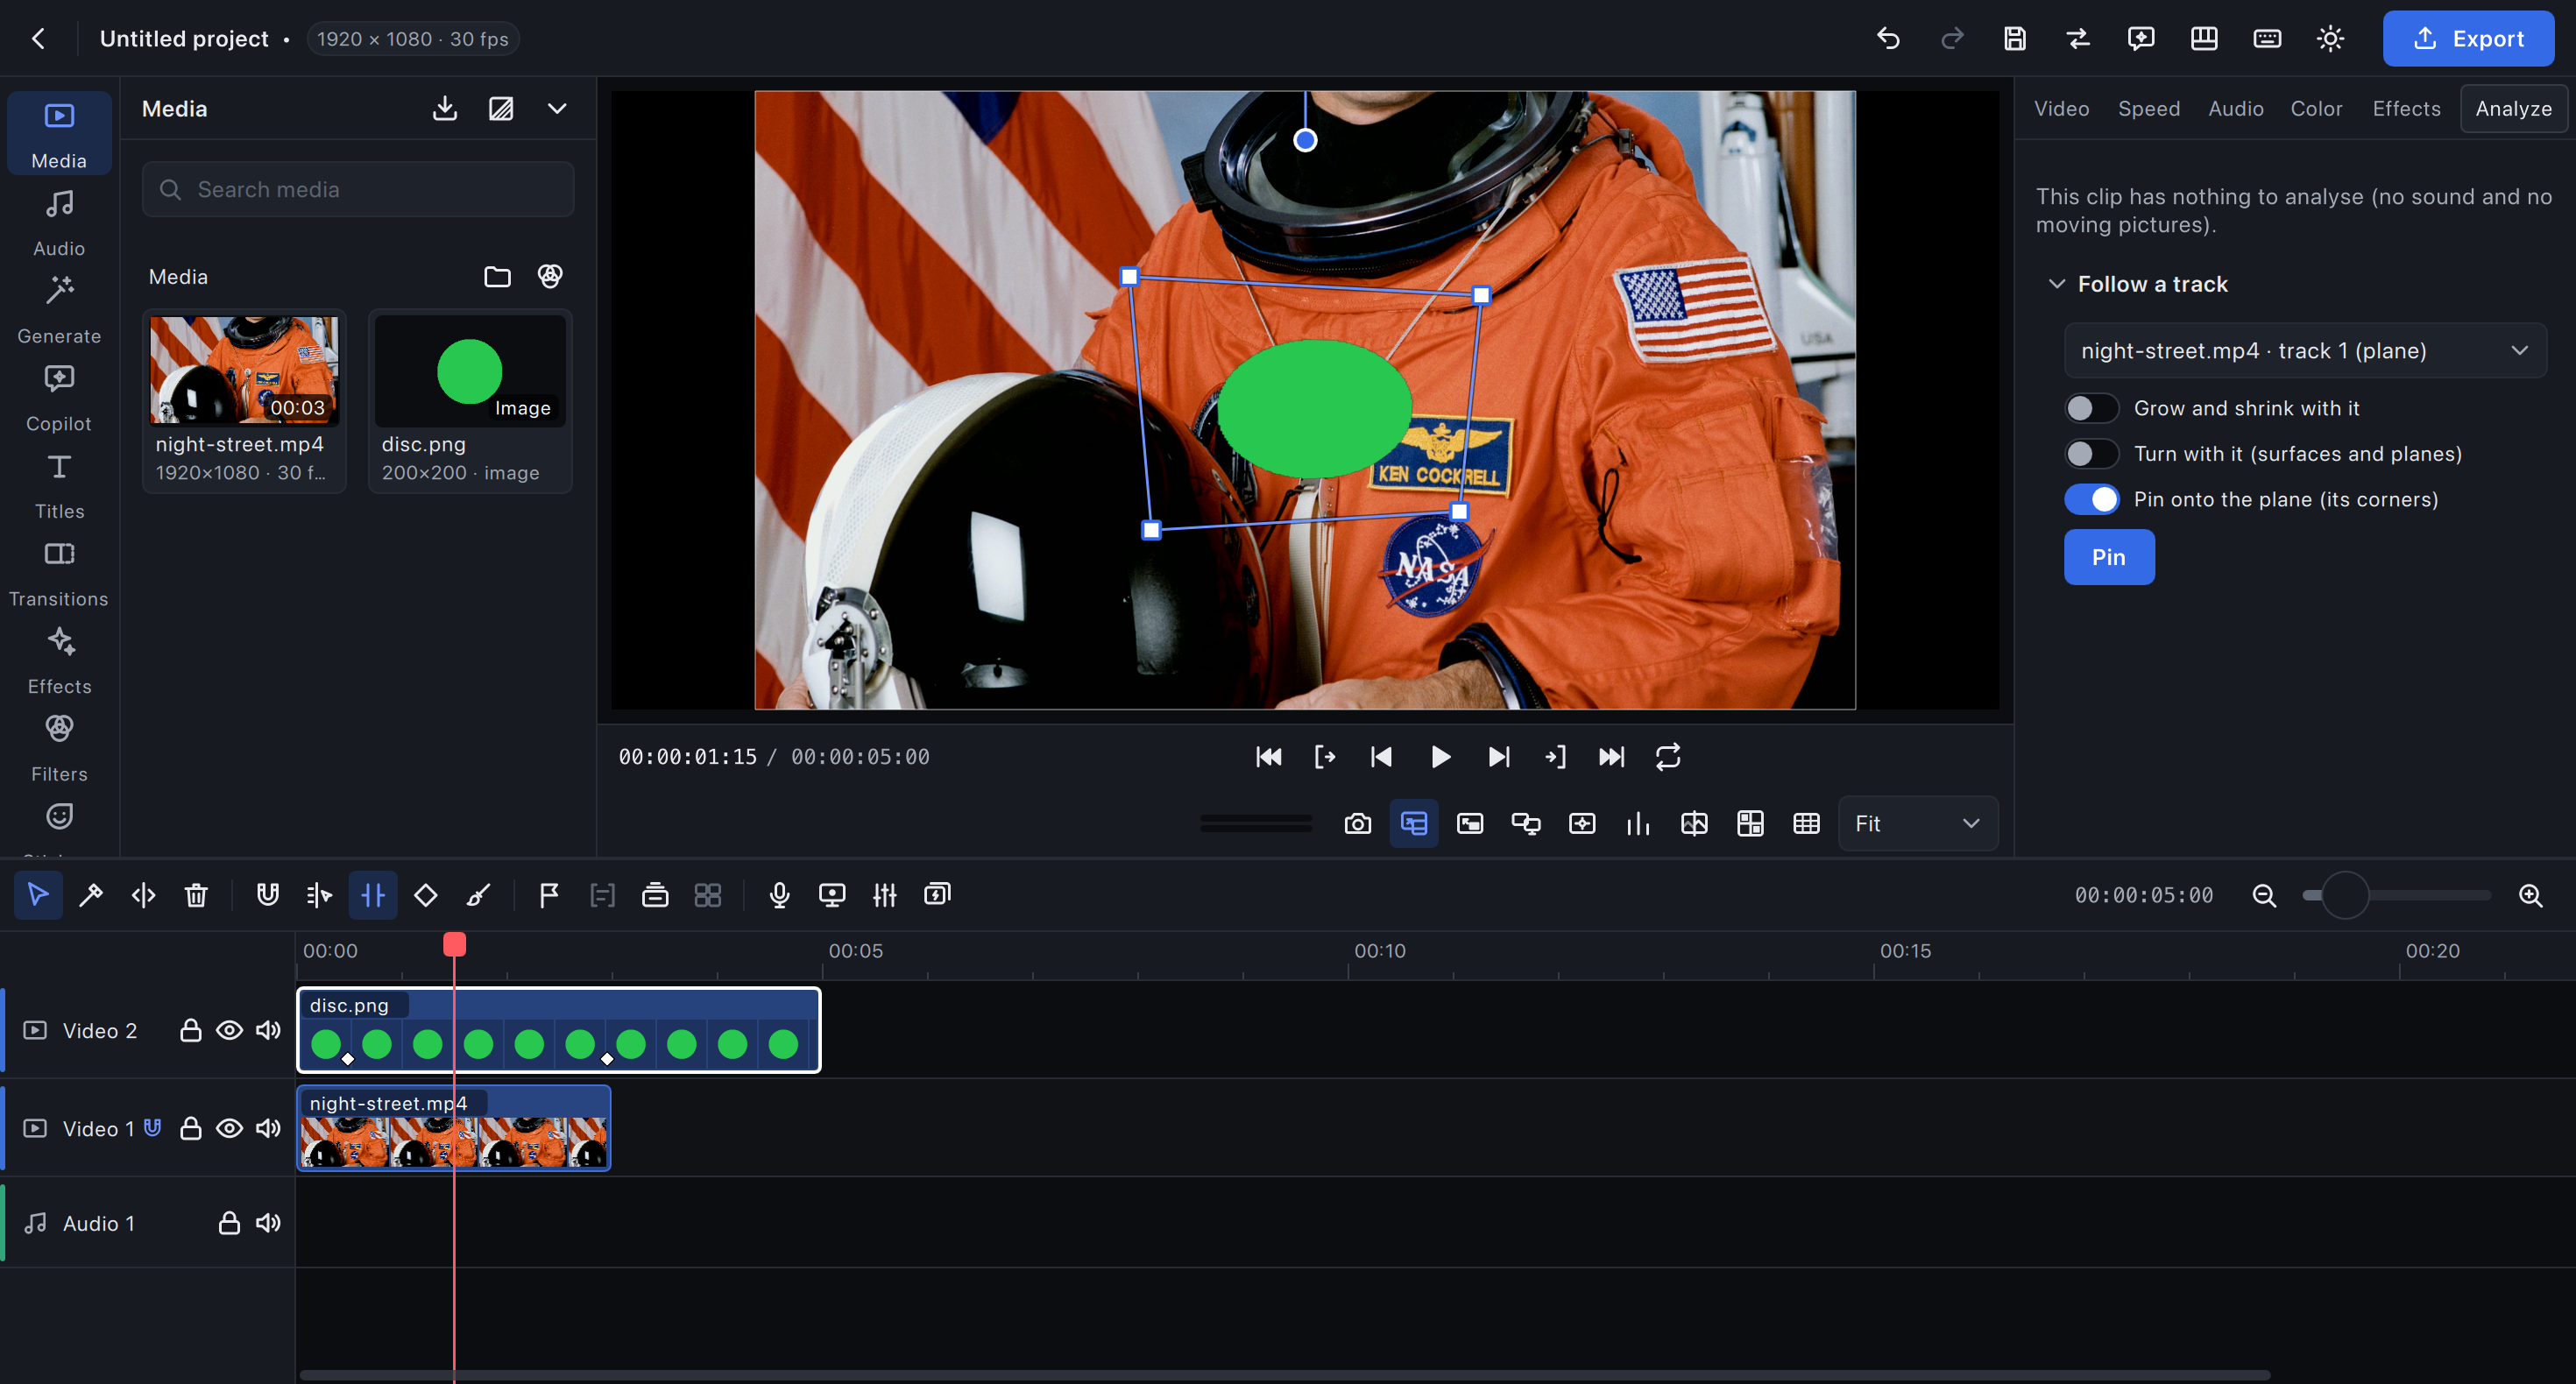 Untitled project • 1920 × 1080 · 30 fps
Export
Media
Audio
Generate
Copilot
Titles
Transitions
Effects
Filters
Media
Search media
Media
00:03
night-street.mp4
1920×1080 · 30 f...
Image
disc.png
200×200 · image
USA
KEN COCKRELL
NASA
00:00:01:15 / 00:00:05:00
Fit
Video Speed Audio Color Effects Analyze
This clip has nothing to analyse (no sound and no
moving pictures).
Follow a track
night-street.mp4 · track 1 (plane)
Grow and shrink with it
Turn with it (surfaces and planes)
Pin onto the plane (its corners)
Pin
00:00:05:00
00:00 00:05 00:10 00:15 00:20
Video 2
disc.png
Video 1
night-street.mp4
Audio 1